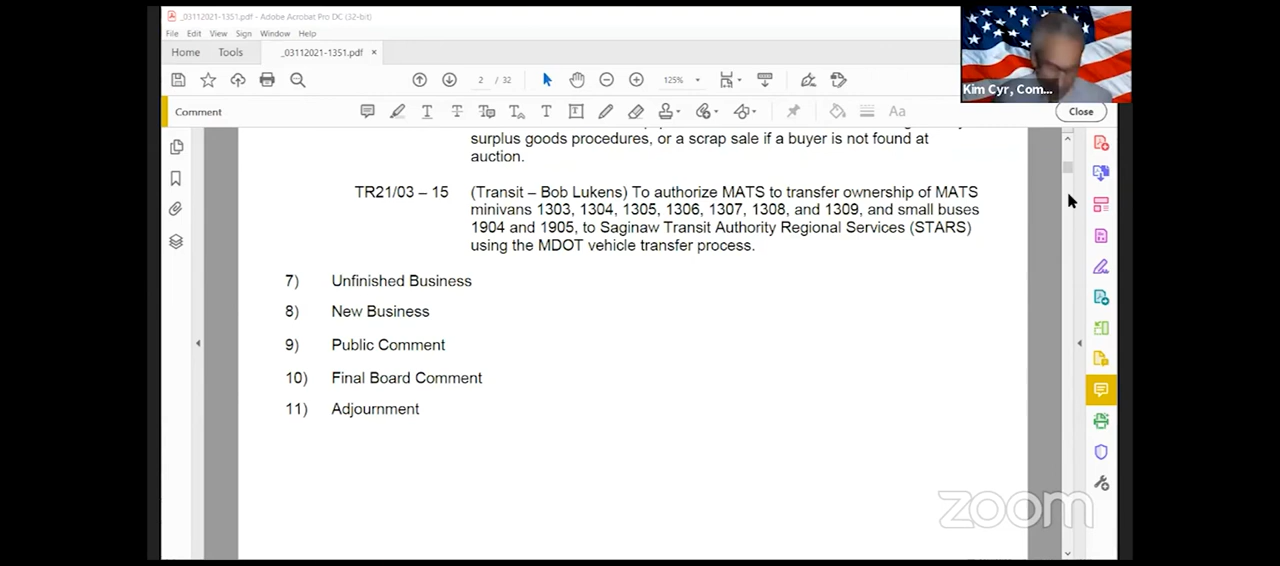 _03112021-1351.pdf - Adobe Acrobat Pro DC (32-bit)
File Edit View Sign Window Help
Home Tools _03112021-1351.pdf ×
2 / 32 125%
Kim Cyr, Com...
Comment
Close
surplus goods procedures, or a scrap sale if a buyer is not found at
auction.
TR21/03 – 15 (Transit – Bob Lukens) To authorize MATS to transfer ownership of MATS
minivans 1303, 1304, 1305, 1306, 1307, 1308, and 1309, and small buses
1904 and 1905, to Saginaw Transit Authority Regional Services (STARS)
using the MDOT vehicle transfer process.
7) Unfinished Business
8) New Business
9) Public Comment
10) Final Board Comment
11) Adjournment
zoom